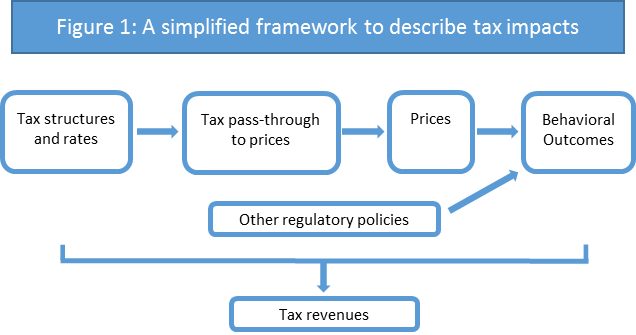 Figure 1: A simplified framework to describe tax impacts
Tax structures
and rates
Tax pass-through
to prices
Prices
Behavioral
Outcomes
Other regulatory policies
Tax revenues